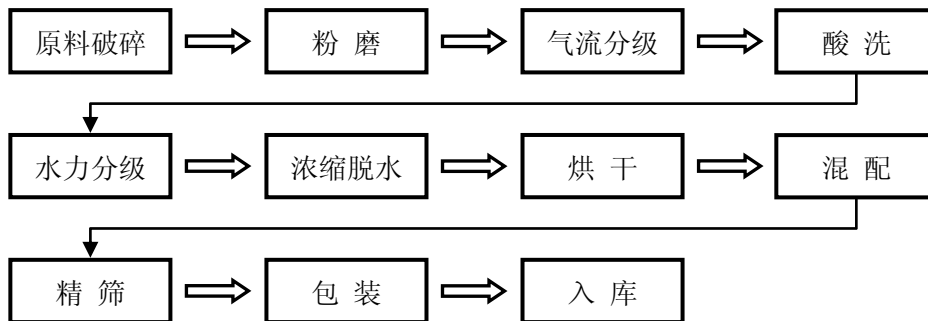 原料破碎
粉磨
气流分级
酸洗
水力分级
浓缩脱水
烘干
混配
精筛
包装
入库